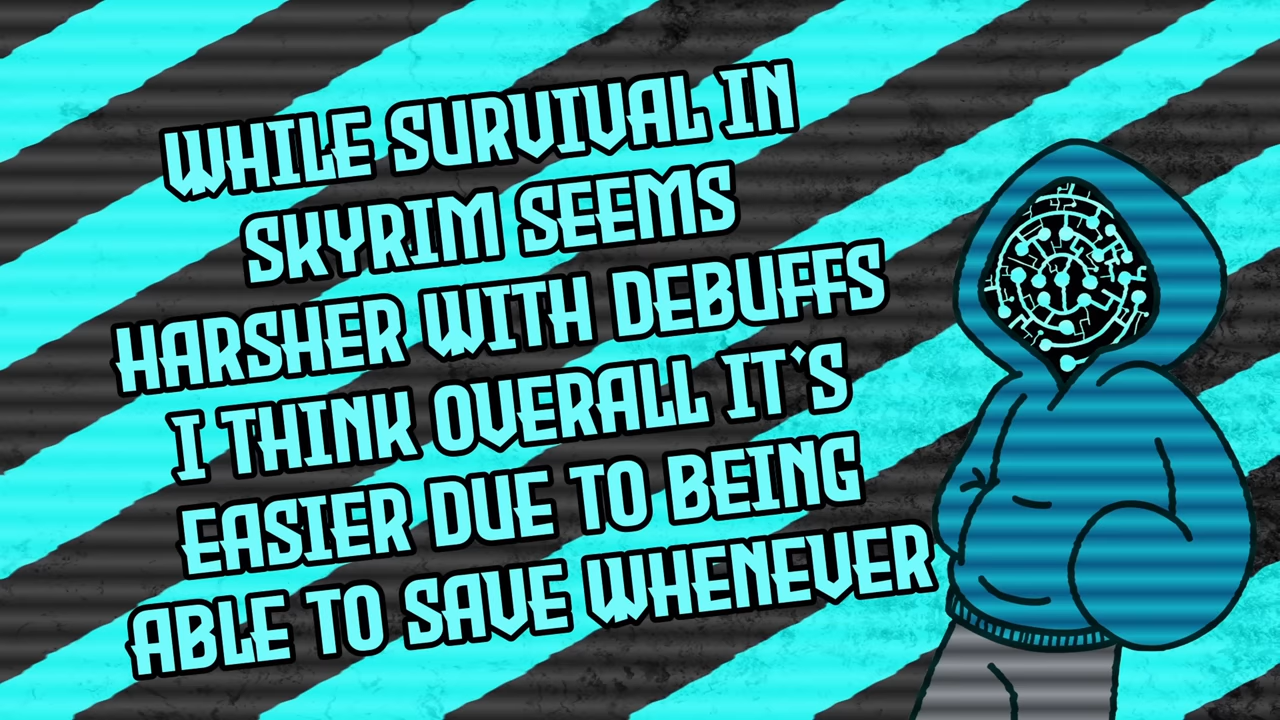 WHILE SURVIVAL IN
SKYRIM SEEMS
HARSHER WITH DEBUFFS
I THINK OVERALL IT'S
EASIER DUE TO BEING
ABLE TO SAVE WHENEVER